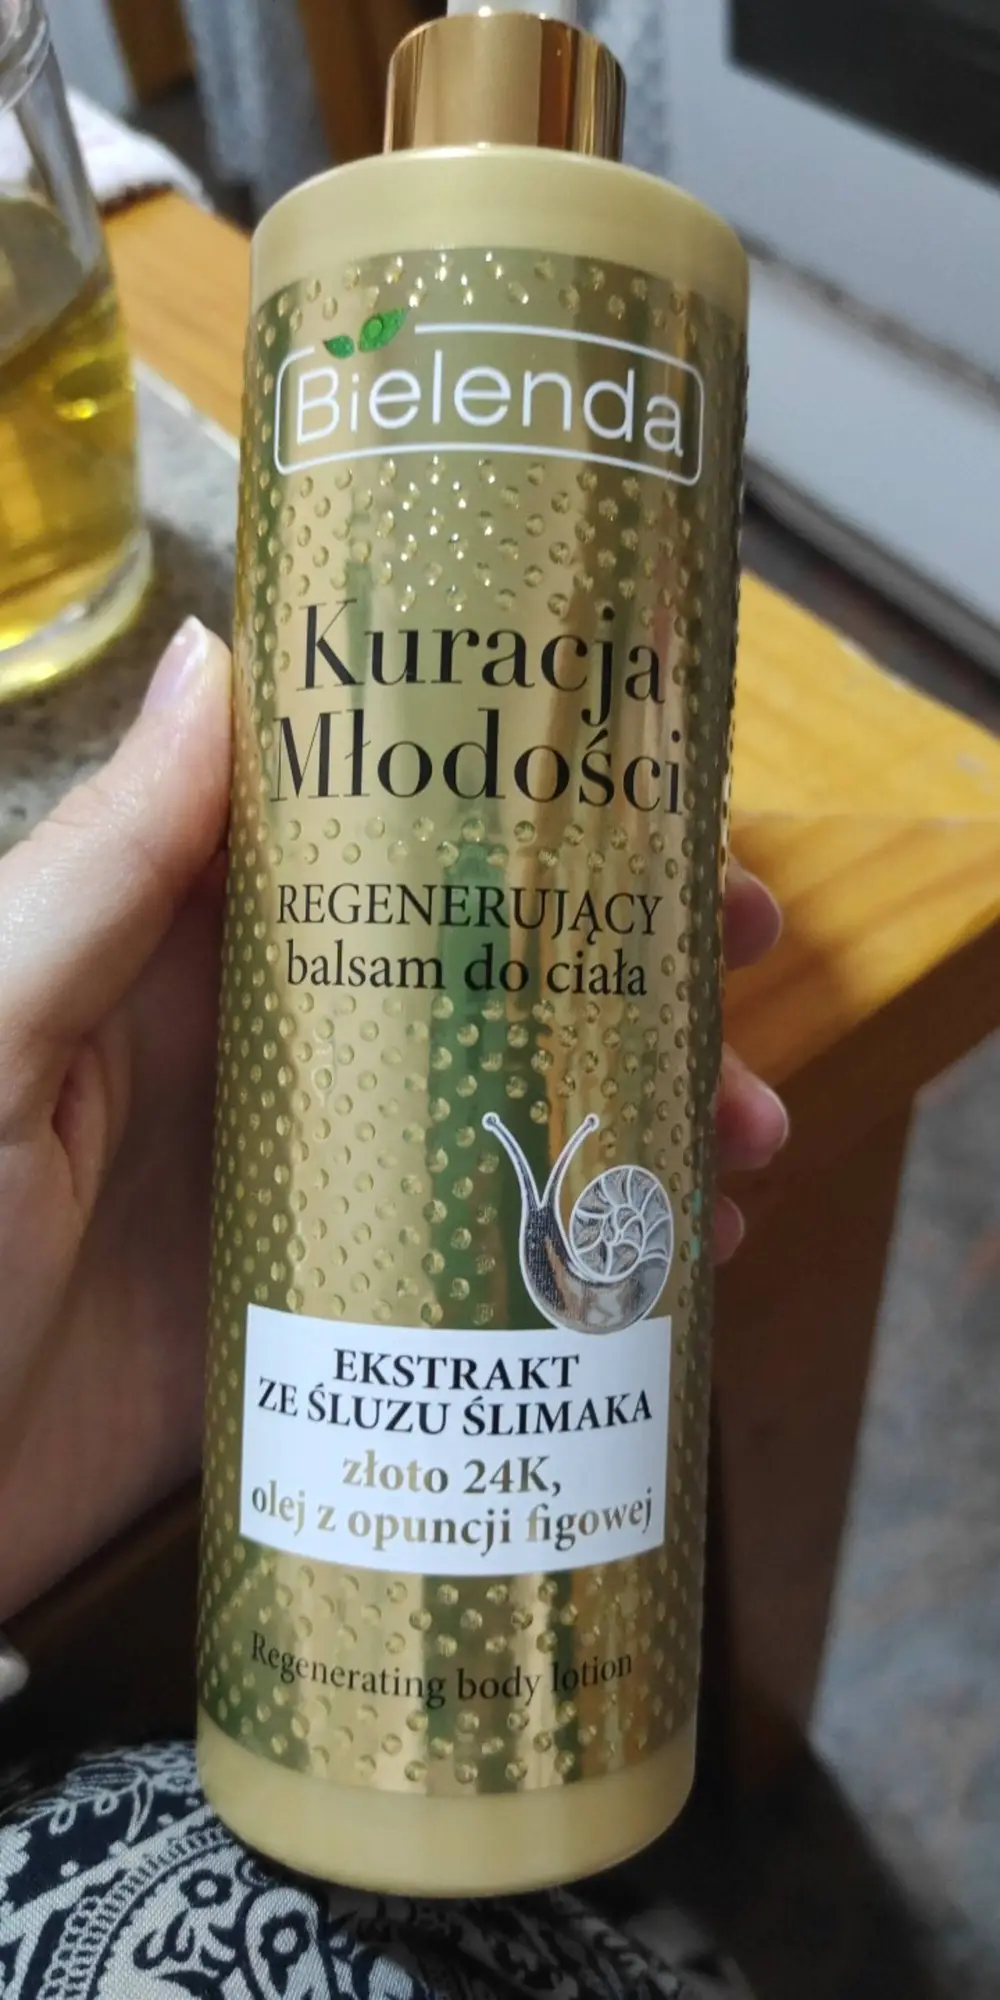 Bielenda
Kuracja
Młodości
REGENERUJĄCY
balsam do ciała
EKSTRAKT
ZE ŚLUZU ŚLIMAKA
złoto 24K,
olej z opuncji figowej
Regenerating body lotion